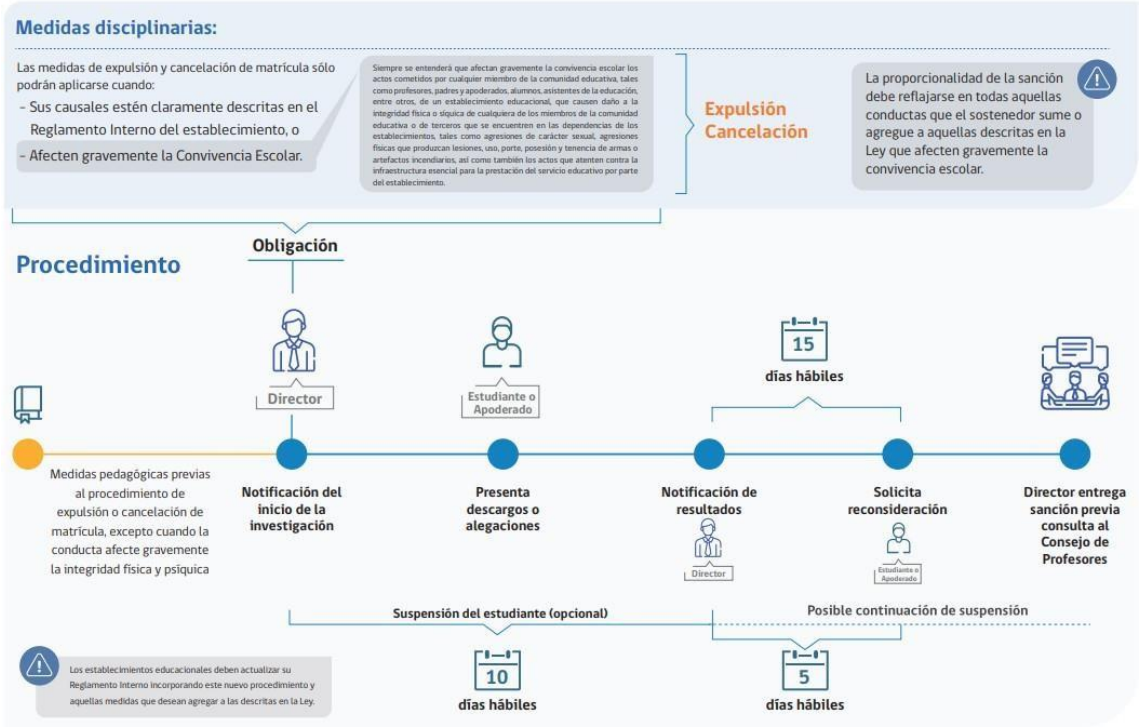 Medidas disciplinarias:
Las medidas de expulsión y cancelación de matrícula sólo
podrán aplicarse cuando:
- Sus causales estén claramente descritas en el
Reglamento Interno del establecimiento, o
- Afecten gravemente la Convivencia Escolar.
Siempre se entenderá que afectan gravemente la convivencia escolar los
actos cometidos por cualquier miembro de la comunidad educativa, tales
como profesores, padres y apoderados, alumnos, asistentes de la educación,
entre otros, de un establecimiento educacional, que causen daño a la
integridad física o síquica de cualquiera de los miembros de la comunidad
educativa o de terceros que se encuentren en las dependencias de los
establecimientos, tales como agresiones de carácter sexual, agresiones
físicas que produzcan lesiones, uso, porte, posesión y tenencia de armas o
artefactos incendiarios, así como también los actos que atenten contra la
infraestructura esencial para la prestación del servicio educativo por parte
del establecimiento.
Expulsión
Cancelación
La proporcionalidad de la sanción
debe reflajarse en todas aquellas
conductas que el sostenedor sume o
agregue a aquellas descritas en la
Ley que afecten gravemente la
convivencia escolar.
Procedimiento
Obligación
Director
Estudiante o
Apoderado
15
días hábiles
Medidas pedagógicas previas
al procedimiento de
expulsión o cancelación de
matrícula, excepto cuando la
conducta afecte gravemente
la integridad física y psíquica
Notificación del
inicio de la
investigación
Presenta
descargos o
alegaciones
Notificación de
resultados
Director
Solicita
reconsideración
Estudiante o
Apoderado
Director entrega
sanción previa
consulta al
Consejo de
Profesores
Suspensión del estudiante (opcional)
Posible continuación de suspensión
10
días hábiles
5
días hábiles
Los establecimientos educacionales deben actualizar su
Reglamento Interno incorporando este nuevo procedimiento y
aquellas medidas que desean agregar a las descritas en la Ley.